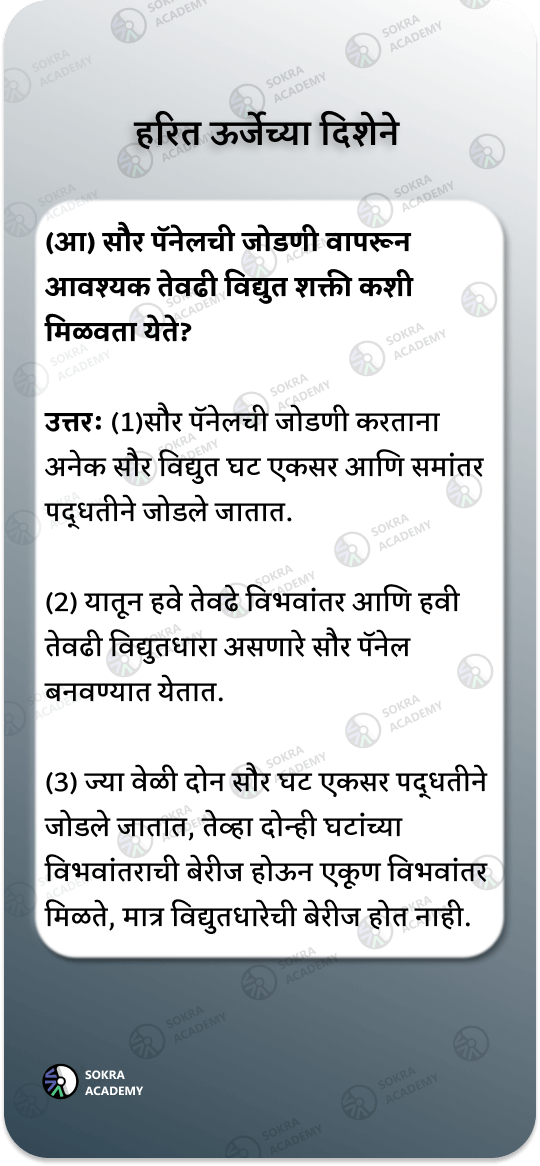 हरित ऊर्जेच्या दिशेने
(आ) सौर पॅनेलची जोडणी वापरून
आवश्यक तेवढी विद्युत शक्ती कशी
मिळवता येते?
उत्तरः (1)सौर पॅनेलची जोडणी करताना
अनेक सौर विद्युत घट एकसर आणि समांतर
पद्धतीने जोडले जातात.
(2) यातून हवे तेवढे विभवांतर आणि हवी
तेवढी विद्युतधारा असणारे सौर पॅनेल
बनवण्यात येतात.
(3) ज्या वेळी दोन सौर घट एकसर पद्धतीने
जोडले जातात, तेव्हा दोन्ही घटांच्या
विभवांतराची बेरीज होऊन एकूण विभवांतर
मिळते, मात्र विद्युतधारेची बेरीज होत नाही.
SOKRA
ACADEMY